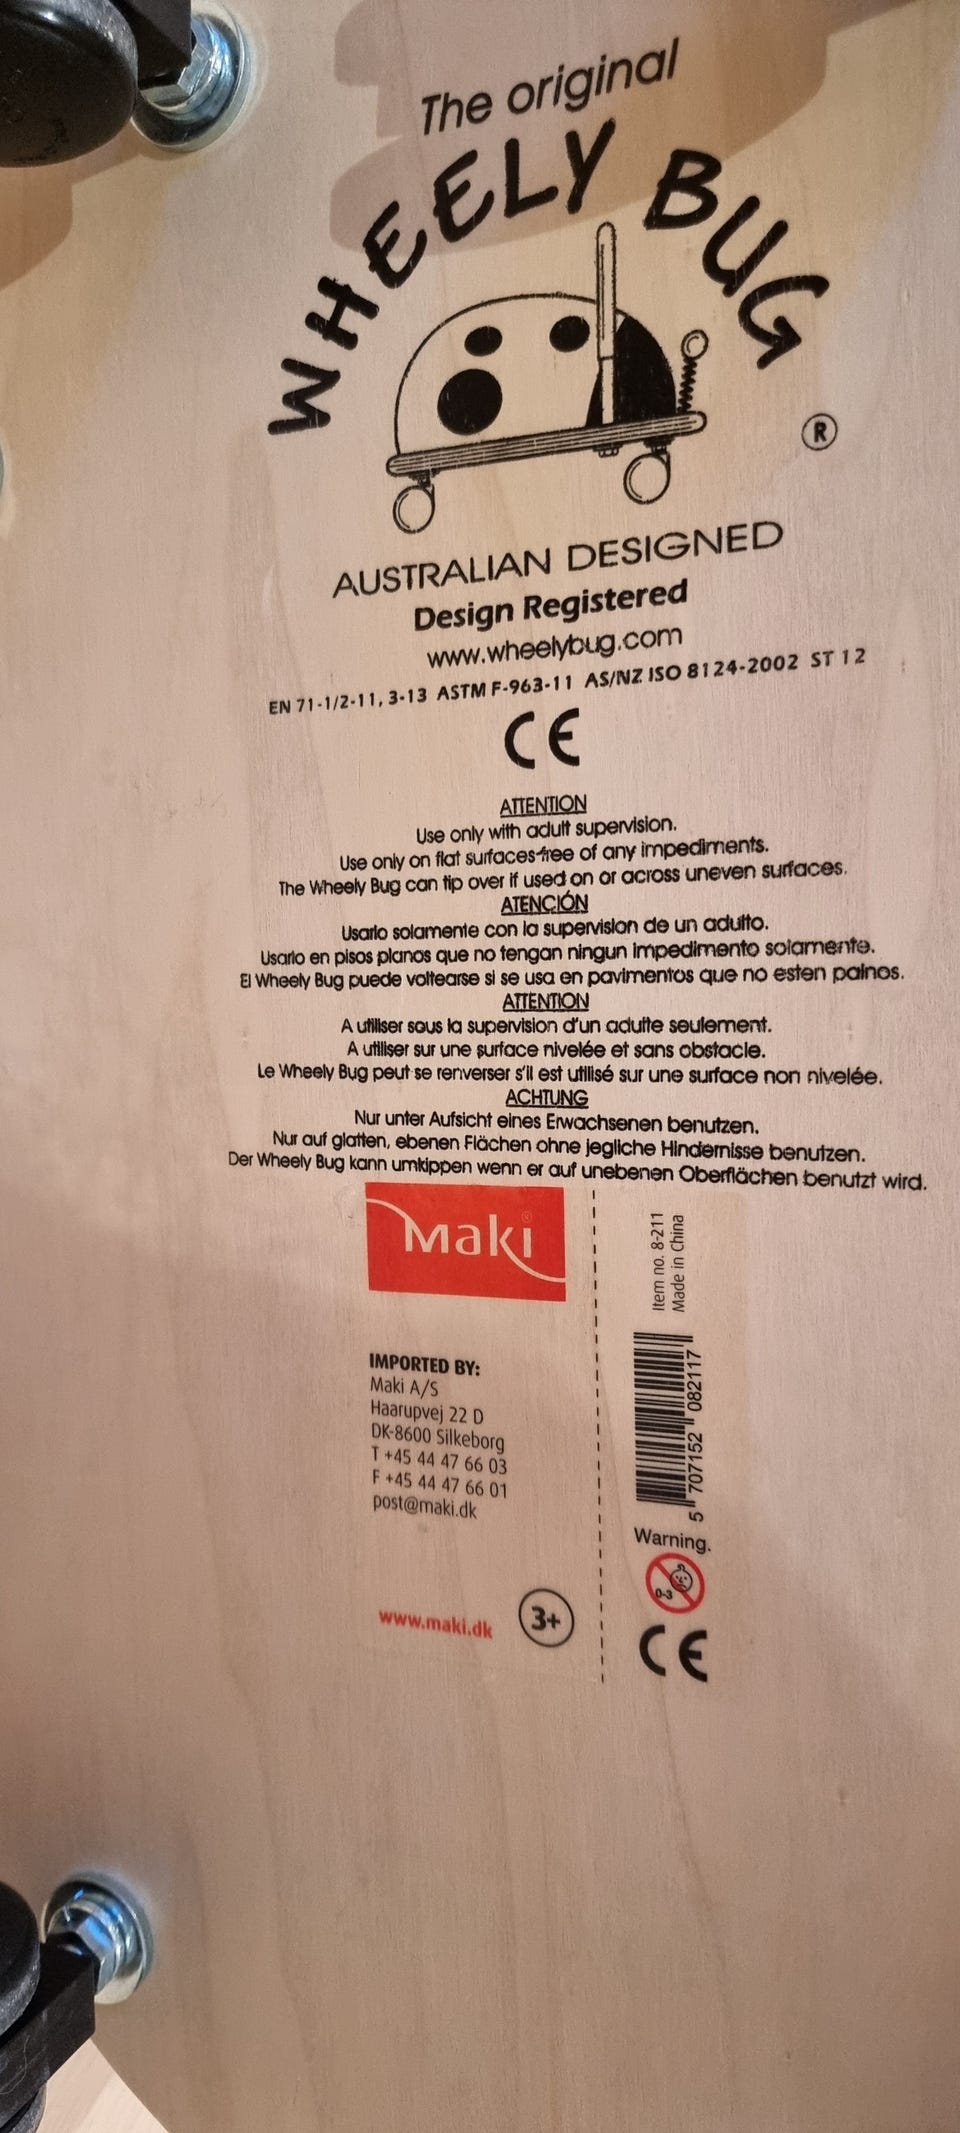 The original
WHEELY BUG
®
AUSTRALIAN DESIGNED
Design Registered
www.wheelybug.com
EN 71-1/2-11, 3-13 ASTM F-963-11 AS/NZ ISO 8124-2002 ST 12
CE
ATTENTION
Use only with adult supervision.
Use only on flat surfaces free of any impediments.
The Wheely Bug can tip over if used on or across uneven surfaces.
ATENCIÓN
Usarlo solamente con la supervision de un adulto.
Usarlo en pisos planos que no tengan ningun impedimento solamente.
El Wheely Bug puede voltearse si se usa en pavimentos que no esten palnos.
ATTENTION
A utiliser sous la supervision d'un adulte seulement.
A utiliser sur une surface nivelée et sans obstacle.
Le Wheely Bug peut se renverser s'il est utilisé sur une surface non nivelée.
ACHTUNG
Nur unter Aufsicht eines Erwachsenen benutzen.
Nur auf glatten, ebenen Flächen ohne jegliche Hindernisse benutzen.
Der Wheely Bug kann umkippen wenn er auf unebenen Oberflächen benutzt wird.
Maki®
IMPORTED BY:
Maki A/S
Haarupvej 22 D
DK-8600 Silkeborg
T +45 44 47 66 03
F +45 44 47 66 01
post@maki.dk
www.maki.dk
3+
Item no. 8-211
Made in China
5 707152 082117
Warning.
0-3
CE